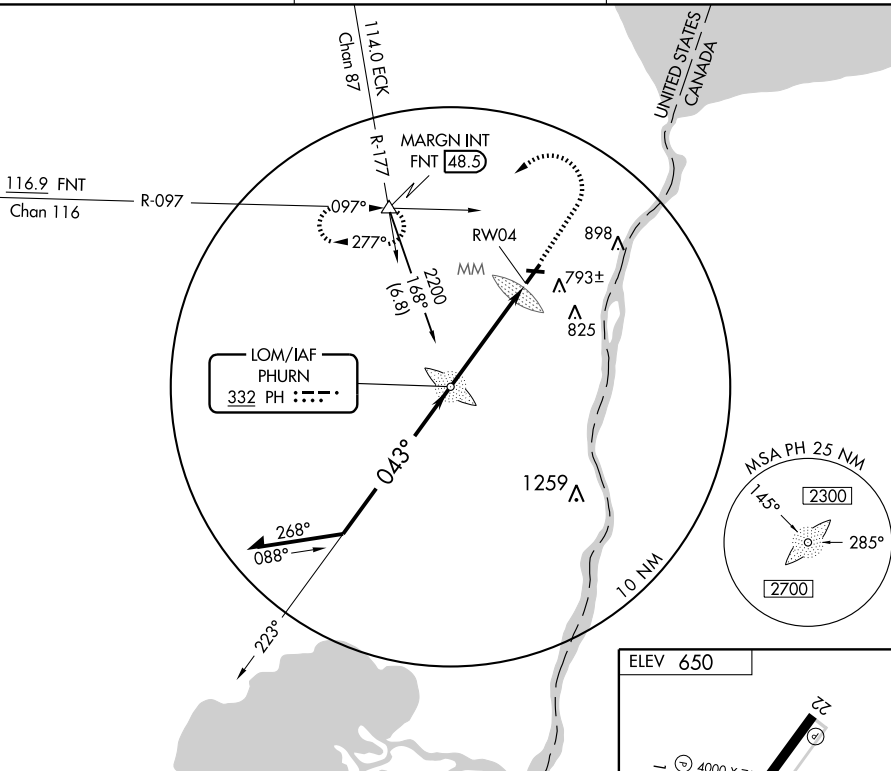 114.0 ECK
Chan 87
R-177
UNITED STATES
CANADA
MARGN INT
FNT 48.5
116.9 FNT
Chan 116
R-097
097°
277°
RW04
898
MM
793±
825
2200
168°
(6.8)
LOM/IAF
PHURN
332 PH
043°
1259
268°
088°
223°
10 NM
MSA PH 25 NM
145°
2300
285°
2700
ELEV 650
22
P
P 4000 X